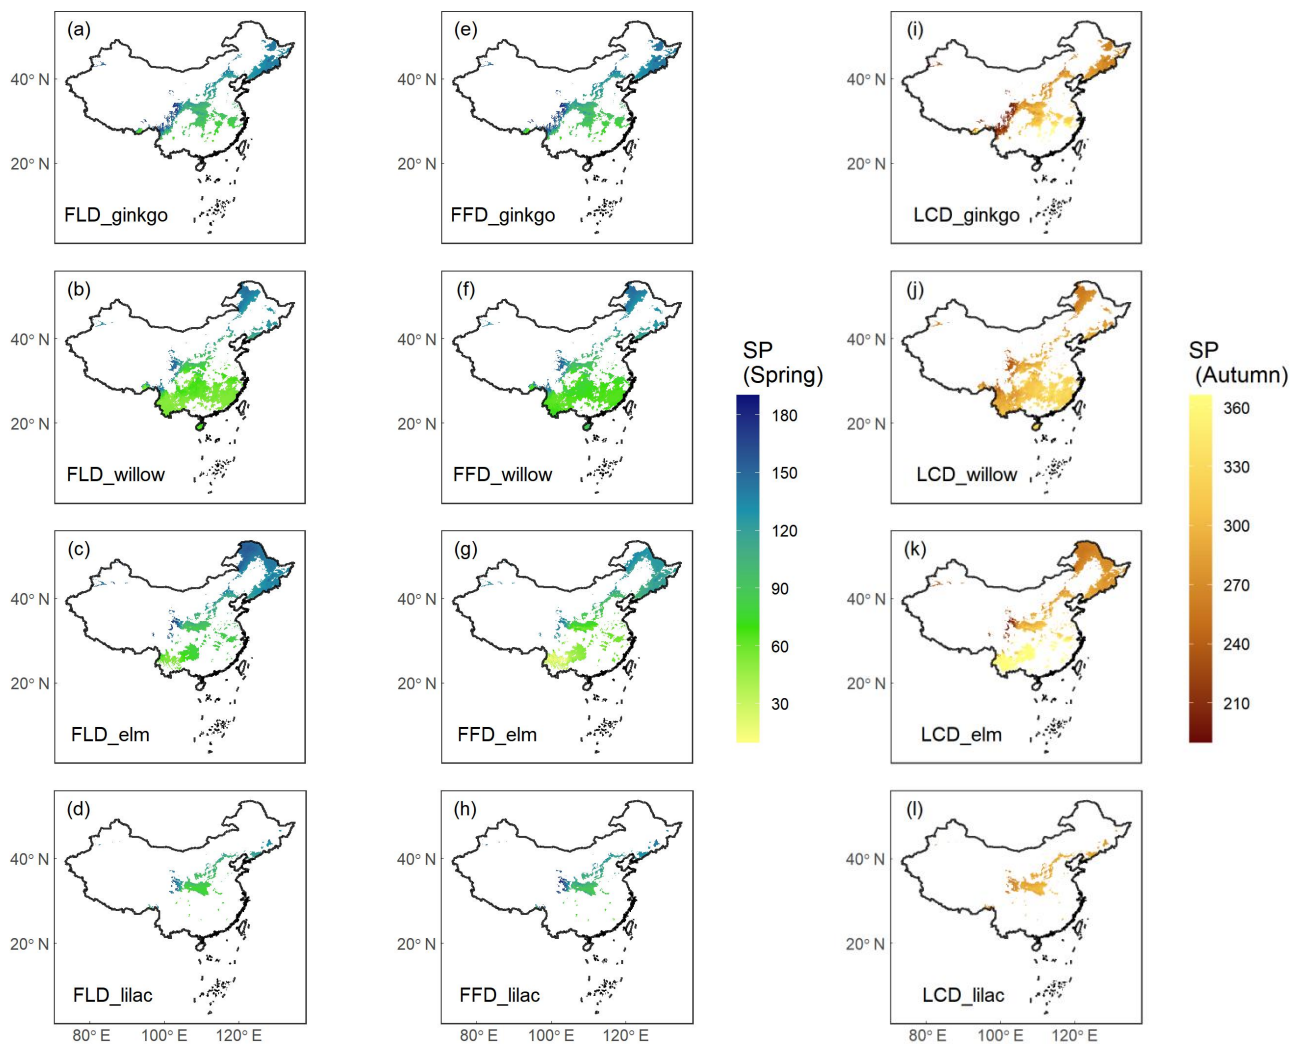 (a)
40° N
20° N
FLD_ginkgo
(e)
40° N
20° N
FFD_ginkgo
(i)
40° N
20° N
LCD_ginkgo
(b)
40° N
20° N
FLD_willow
(f)
40° N
20° N
FFD_willow
SP
(Spring)
180
150
120
90
60
30
(j)
40° N
20° N
LCD_willow
SP
(Autumn)
360
330
300
270
240
210
(c)
40° N
20° N
FLD_elm
(g)
40° N
20° N
FFD_elm
(k)
40° N
20° N
LCD_elm
(d)
40° N
20° N
FLD_lilac
80° E 100° E 120° E
(h)
40° N
20° N
FFD_lilac
80° E 100° E 120° E
(l)
40° N
20° N
LCD_lilac
80° E 100° E 120° E